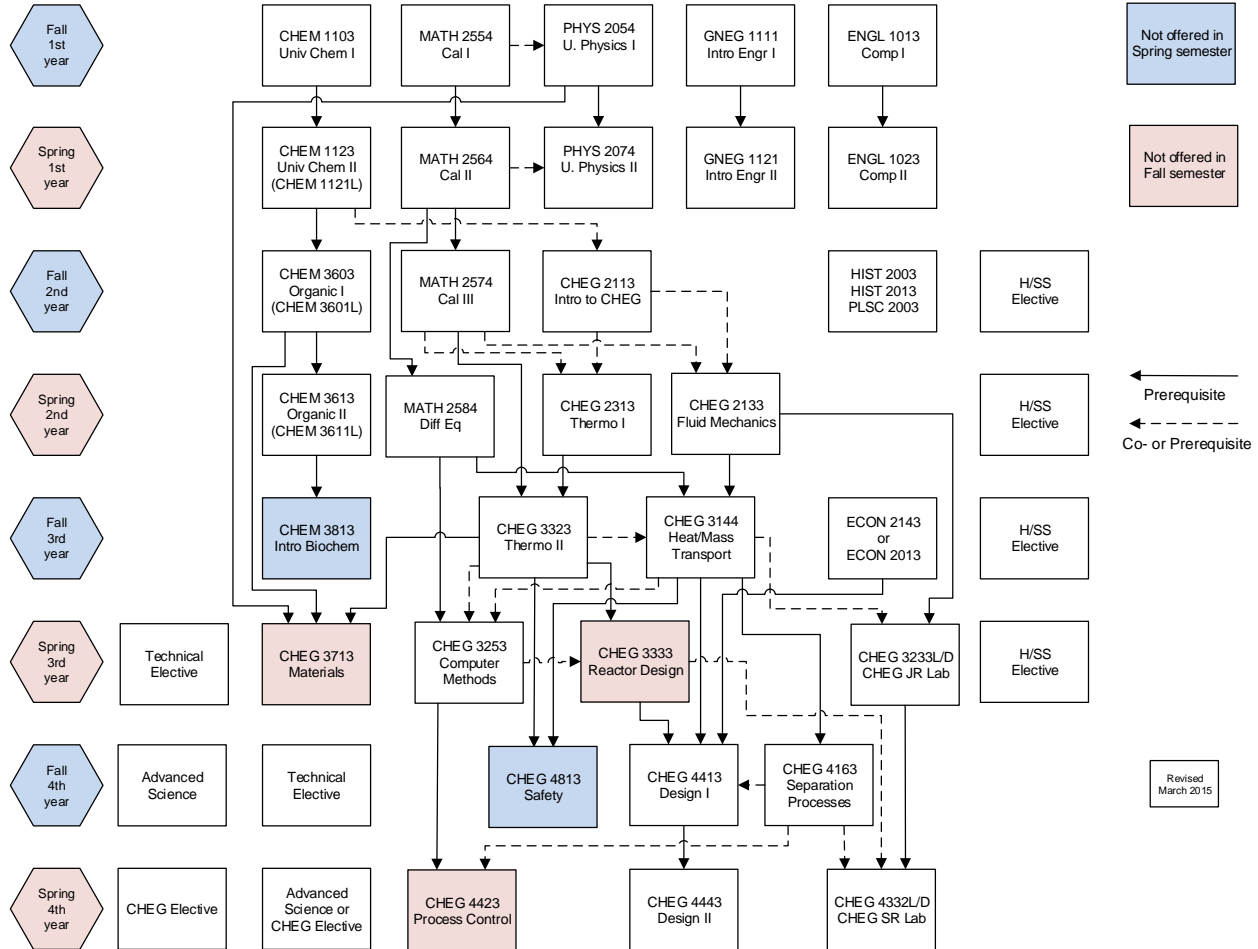 Fall
1st
year
CHEM 1103
Univ Chem I
MATH 2554
Cal I
PHYS 2054
U. Physics I
GNEG 1111
Intro Engr I
ENGL 1013
Comp I
Not offered in
Spring semester
Spring
1st
year
CHEM 1123
Univ Chem II
(CHEM 1121L)
MATH 2564
Cal II
PHYS 2074
U. Physics II
GNEG 1121
Intro Engr II
ENGL 1023
Comp II
Not offered in
Fall semester
Fall
2nd
year
CHEM 3603
Organic I
(CHEM 3601L)
MATH 2574
Cal III
CHEG 2113
Intro to CHEG
HIST 2003
HIST 2013
PLSC 2003
H/SS
Elective
Spring
2nd
year
CHEM 3613
Organic II
(CHEM 3611L)
MATH 2584
Diff Eq
CHEG 2313
Thermo I
CHEG 2133
Fluid Mechanics
H/SS
Elective
Prerequisite
Co- or Prerequisite
Fall
3rd
year
CHEM 3813
Intro Biochem
CHEG 3323
Thermo II
CHEG 3144
Heat/Mass
Transport
ECON 2143
or
ECON 2013
H/SS
Elective
Spring
3rd
year
Technical
Elective
CHEG 3713
Materials
CHEG 3253
Computer
Methods
CHEG 3333
Reactor Design
CHEG 3233L/D
CHEG JR Lab
H/SS
Elective
Fall
4th
year
Advanced
Science
Technical
Elective
CHEG 4813
Safety
CHEG 4413
Design I
CHEG 4163
Separation
Processes
Revised
March 2015
Spring
4th
year
CHEG Elective
Advanced
Science or
CHEG Elective
CHEG 4423
Process Control
CHEG 4443
Design II
CHEG 4332L/D
CHEG SR Lab